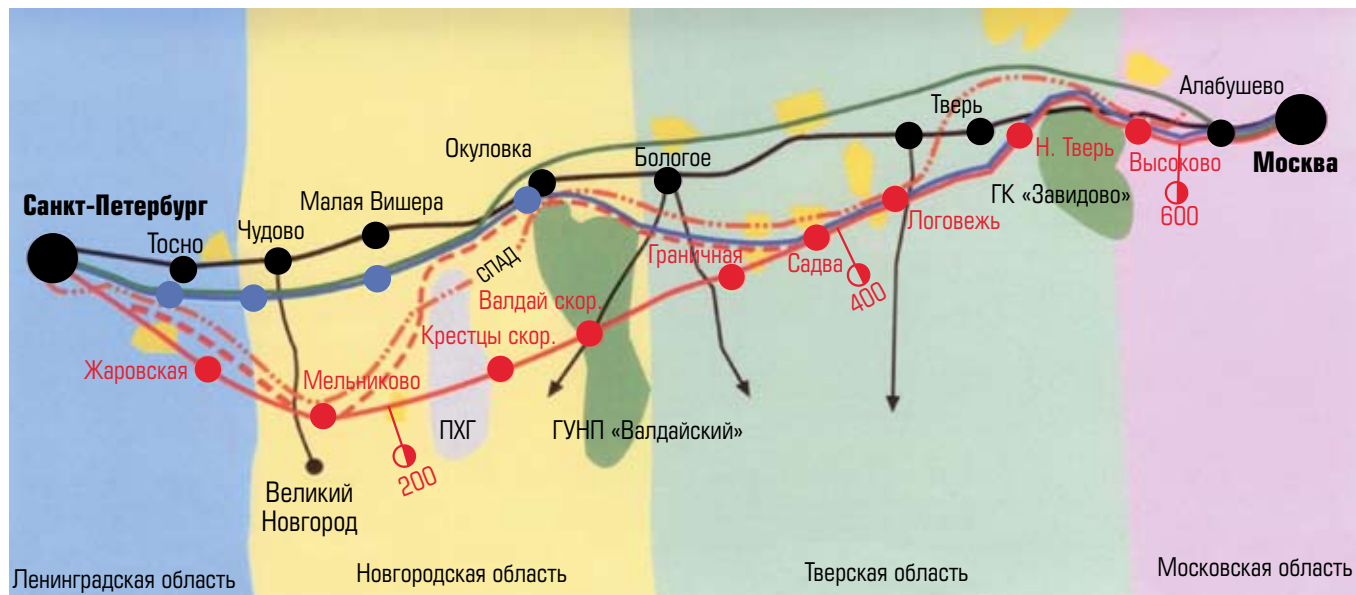 Алабушево
Тверь
Москва
Окуловка
Бологое
Н. Тверь
Высоково
Малая Вишера
ГК «Завидово»
600
Санкт-Петербург
Чудово
Тосно
Логовежь
СПАД
Граничная
Садва
400
Валдай скор.
Крестцы скор.
Жаровская
Мельниково
ПХГ
ГУНП «Валдайский»
200
Великий
Новгород
Ленинградская область
Новгородская область
Тверская область
Московская область